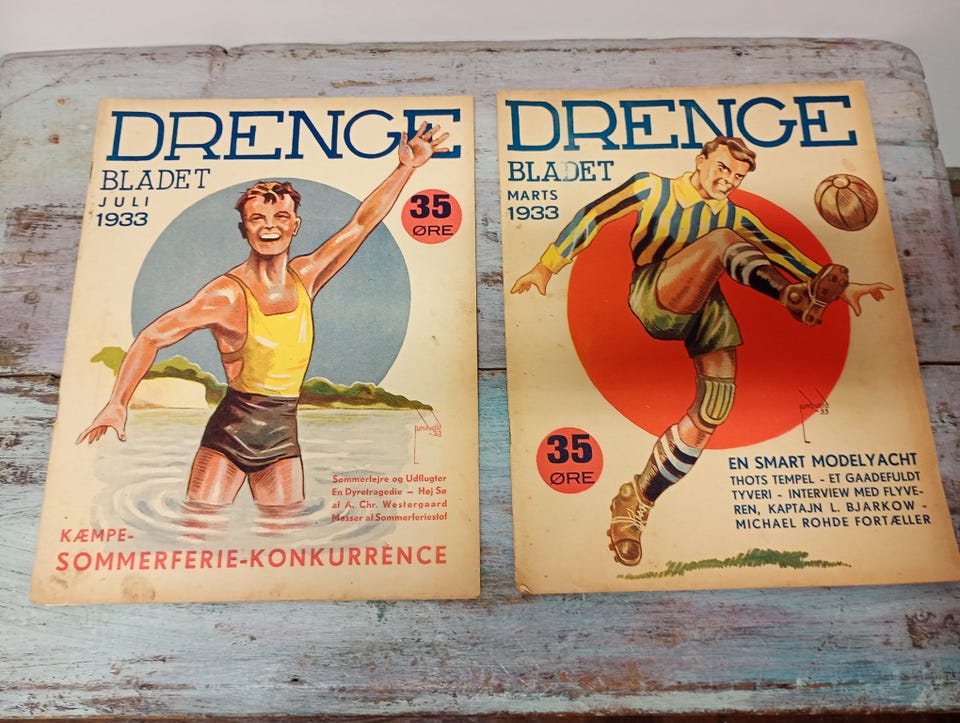 DRENGE
BLADET
JULI
1933
35
ØRE
Sommerlejre og Udflugter
En Dyretragedie – Høj Sø
af A. Chr. Westergaard
Masser af Sommerferiestof
KÆMPE-
SOMMERFERIE-KONKURRENCE
DRENGE
BLADET
MARTS
1933
35
ØRE
EN SMART MODELYACHT
THOTS TEMPEL - ET GAADEFULDT
TYVERI - INTERVIEW MED FLYVE-
REN, KAPTAJN L. BJARKOW -
MICHAEL ROHDE FORTÆLLER